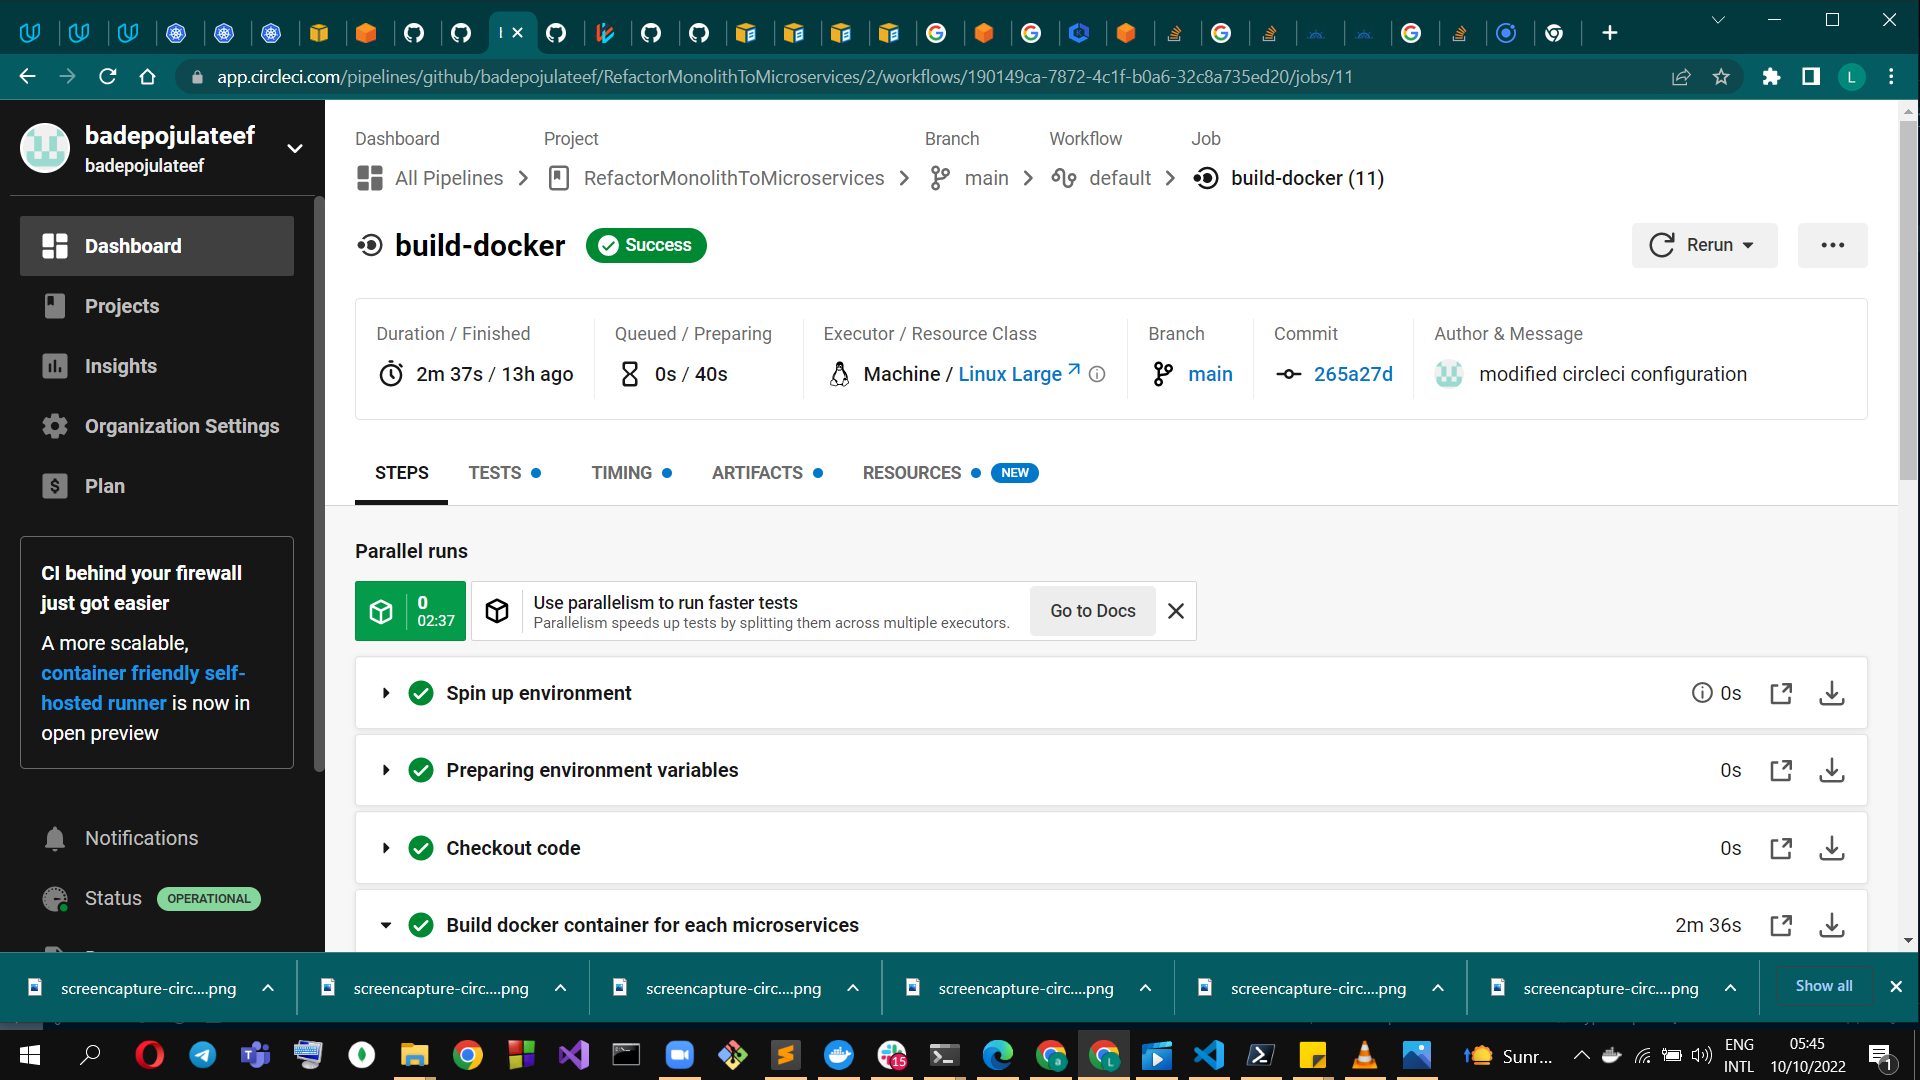 app.circleci.com/pipelines/github/badepojulateef/RefactorMonolithToMicroservices/2/workflows/190149ca-7872-4c1f-b0a6-32c8a735ed20/jobs/11
L
badepojulateef
badepojulateef
Dashboard
Projects
Insights
Organization Settings
Plan
CI behind your firewall
just got easier
A more scalable,
container friendly self-
hosted runner is now in
open preview
Notifications
Status OPERATIONAL
Dashboard Project Branch Workflow Job
All Pipelines RefactorMonolithToMicroservices main default build-docker (11)
build-docker Success
Rerun
Duration / Finished Queued / Preparing Executor / Resource Class Branch Commit Author & Message
2m 37s / 13h ago 0s / 40s Machine / Linux Large main 265a27d modified circleci configuration
STEPS TESTS TIMING ARTIFACTS RESOURCES NEW
Parallel runs
0
02:37
Use parallelism to run faster tests
Parallelism speeds up tests by splitting them across multiple executors.
Go to Docs
Spin up environment 0s
Preparing environment variables 0s
Checkout code 0s
Build docker container for each microservices 2m 36s
screencapture-circ....png screencapture-circ....png screencapture-circ....png screencapture-circ....png screencapture-circ....png screencapture-circ....png Show all
15
Sunr...
ENG
INTL
05:45
10/10/2022
1